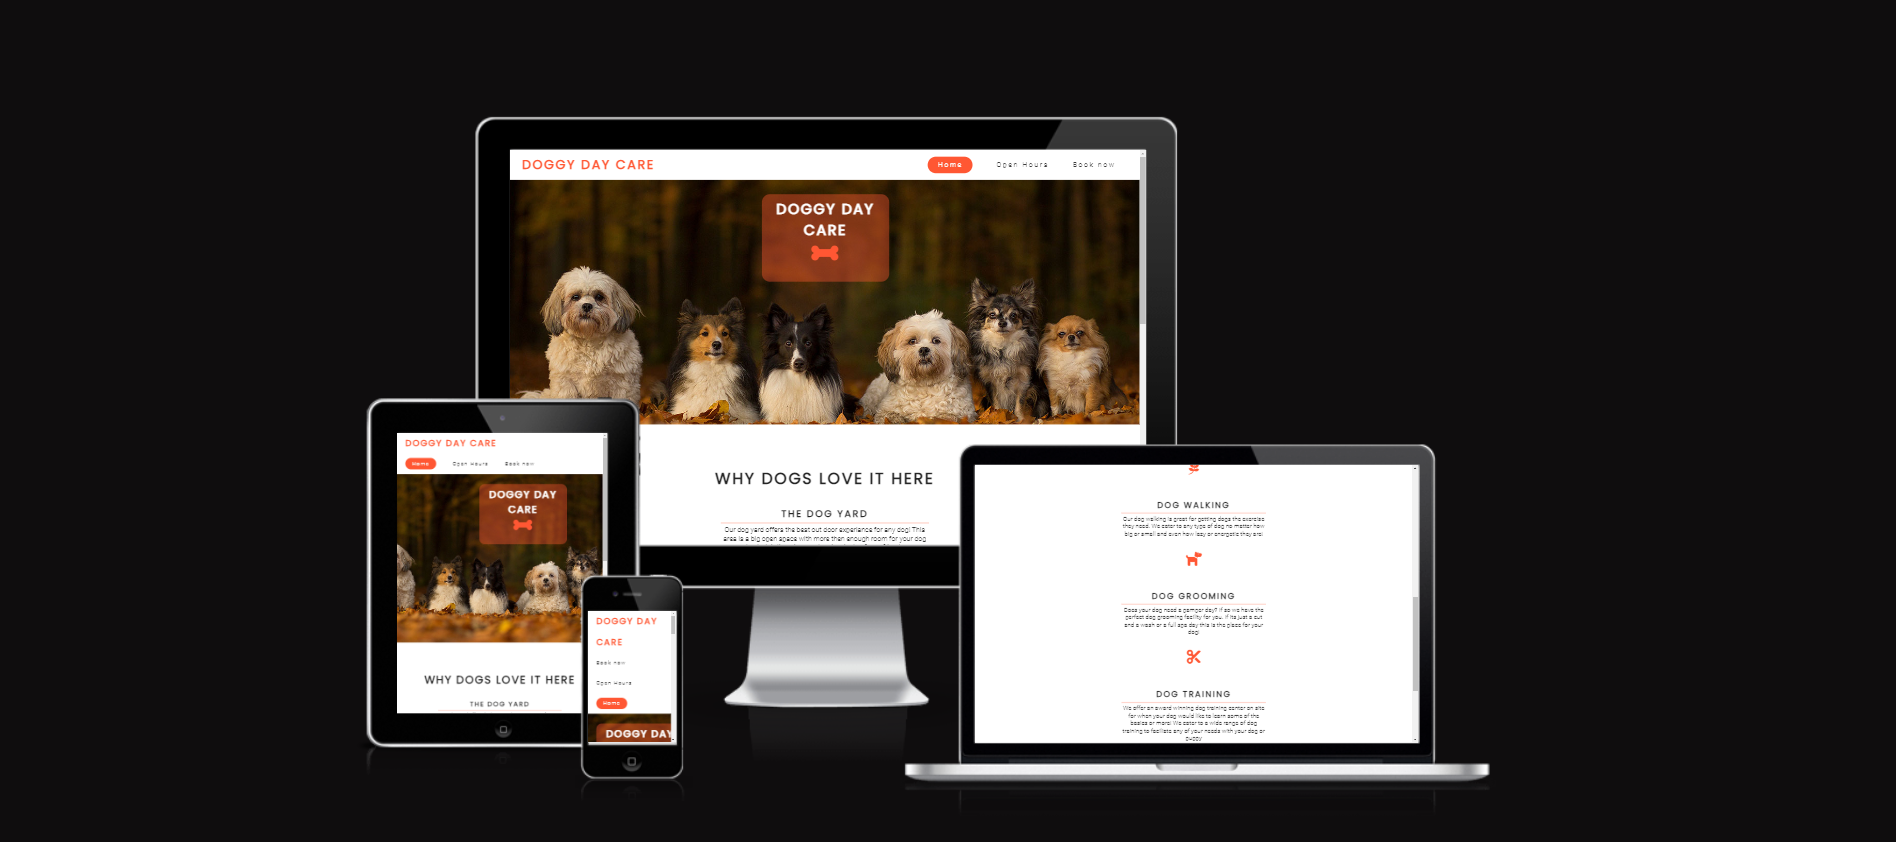 DOGGY DAY CARE
Home
Open Hours
Book now
DOGGY DAY
CARE
WHY DOGS LOVE IT HERE
THE DOG YARD
Our dog yard offers the best out door experience for any dog! This
area is a big open space with more than enough room for your dog
DOGGY DAY CARE
Home
Open Hours
Book now
DOGGY DAY
CARE
WHY DOGS LOVE IT HERE
THE DOG YARD
DOGGY DAY
CARE
Book now
Open Hours
Home
DOGGY DAY
DOG WALKING
Our dog walking is great for getting dogs the exercise
they need. We cater to any type of dog no matter how
big or small and even how lazy or energetic they are!
DOG GROOMING
Does your dog need a pamper day? If so we have the
perfect dog grooming facility for you. If its just a cut
and a wash or a full spa day this is the place for your
dog!
DOG TRAINING
We offer an award winning dog training center on site
for when your dog would like to learn some of the
basics or more! We cater to a wide range of dog
training to facilitate any of your needs with your dog or
puppy